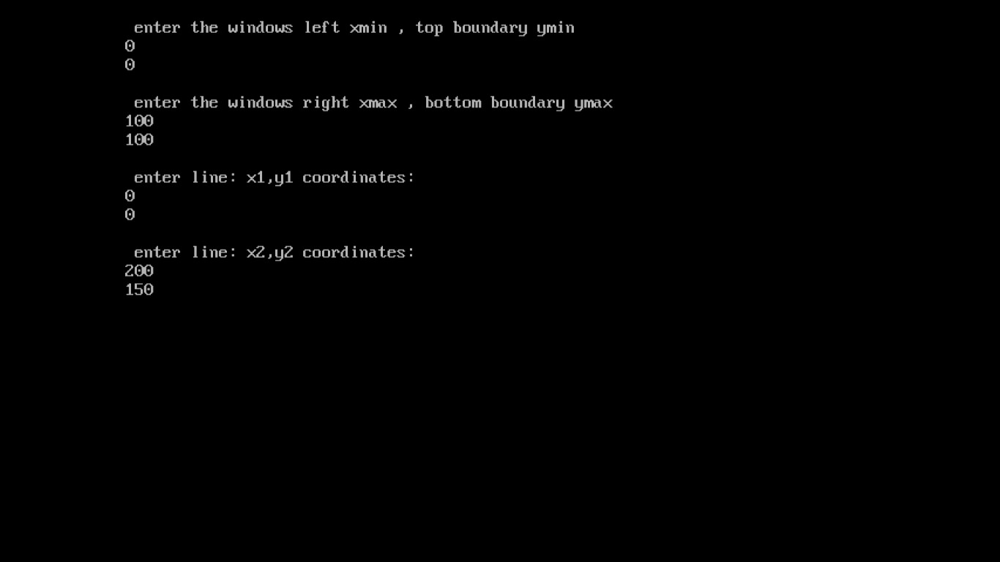 enter the windows left xmin , top boundary ymin
0
0
enter the windows right xmax , bottom boundary ymax
100
100
enter line: x1,y1 coordinates:
0
0
enter line: x2,y2 coordinates:
200
150